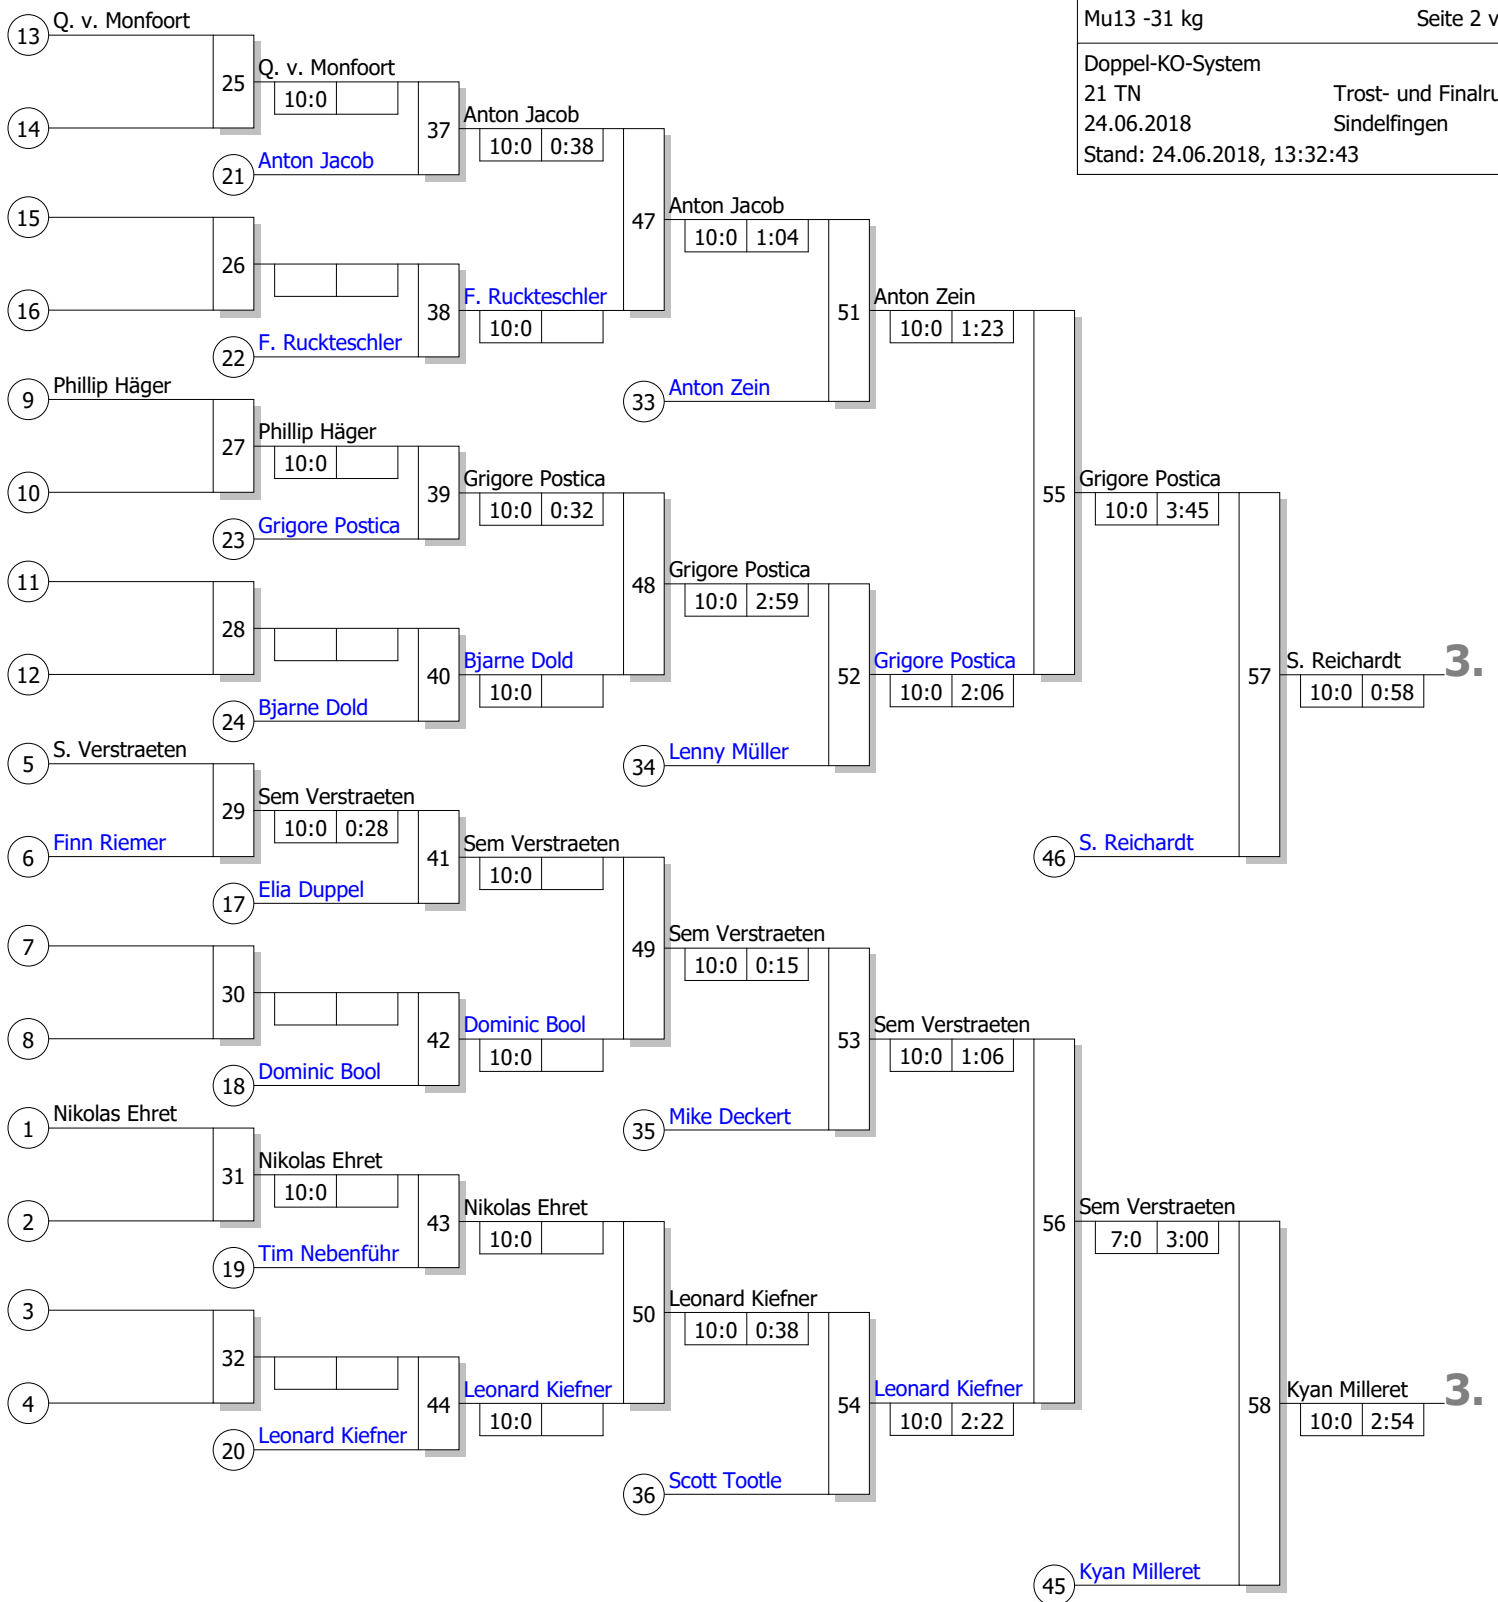 Mu13 -31 kg Seite 2 v
Doppel-KO-System
21 TN Trost- und Finalru
24.06.2018 Sindelfingen
Stand: 24.06.2018, 13:32:43
13 Q. v. Monfoort
25 Q. v. Monfoort
10:0
14
37 Anton Jacob
10:0 0:38
21 Anton Jacob
15
47 Anton Jacob
10:0 1:04
26
16
38 F. Ruckteschler
10:0
22 F. Ruckteschler
51 Anton Zein
10:0 1:23
33 Anton Zein
9 Phillip Häger
27 Phillip Häger
10:0
10
39 Grigore Postica
10:0 0:32
23 Grigore Postica
55 Grigore Postica
10:0 3:45
11
48 Grigore Postica
10:0 2:59
28
12
40 Bjarne Dold
10:0
24 Bjarne Dold
52 Grigore Postica
10:0 2:06
34 Lenny Müller
57 S. Reichardt 3.
10:0 0:58
46 S. Reichardt
5 S. Verstraeten
29 Sem Verstraeten
10:0 0:28
6 Finn Riemer
41 Sem Verstraeten
10:0
17 Elia Duppel
7
49 Sem Verstraeten
10:0 0:15
30
8
42 Dominic Bool
10:0
18 Dominic Bool
53 Sem Verstraeten
10:0 1:06
35 Mike Deckert
1 Nikolas Ehret
31 Nikolas Ehret
10:0
2
43 Nikolas Ehret
10:0
19 Tim Nebenführ
56 Sem Verstraeten
7:0 3:00
3
50 Leonard Kiefner
10:0 0:38
32
4
44 Leonard Kiefner
10:0
20 Leonard Kiefner
54 Leonard Kiefner
10:0 2:22
36 Scott Tootle
58 Kyan Milleret 3.
10:0 2:54
45 Kyan Milleret